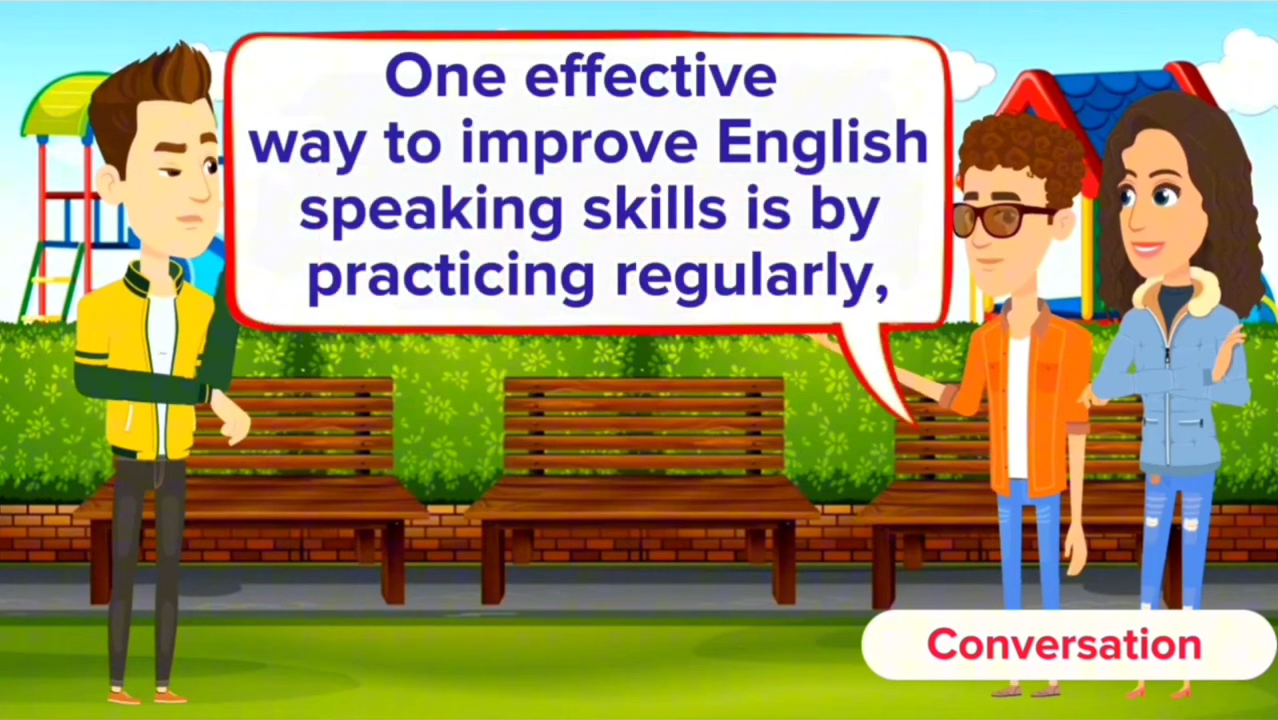 One effective
way to improve English
speaking skills is by
practicing regularly,
Conversation